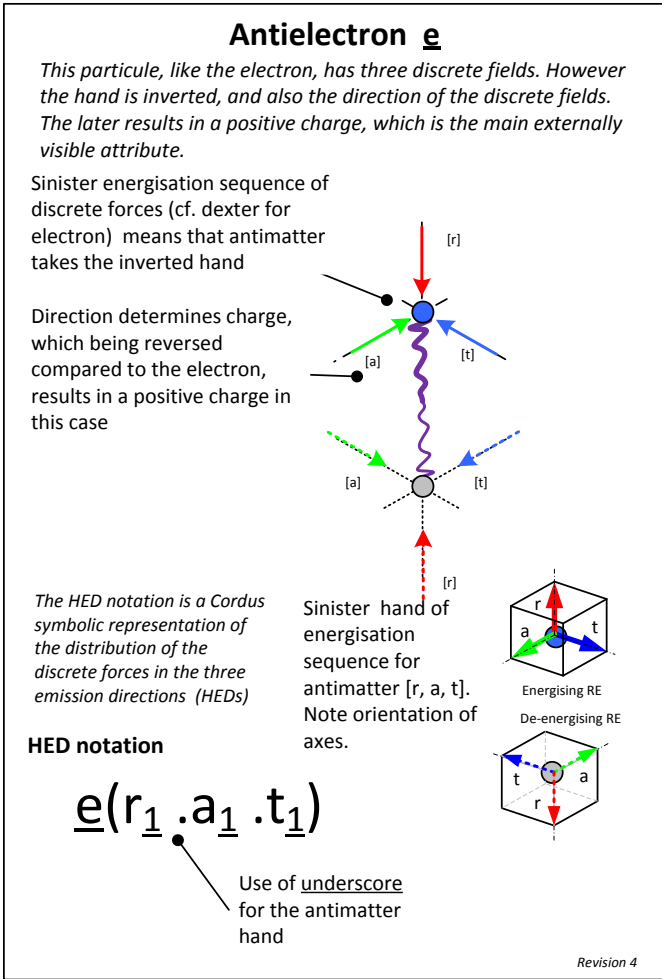 Antielectron e
This particule, like the electron, has three discrete fields. However
the hand is inverted, and also the direction of the discrete fields.
The later results in a positive charge, which is the main externally
visible attribute.
Sinister energisation sequence of
discrete forces (cf. dexter for
electron) means that antimatter
takes the inverted hand
[r]
Direction determines charge,
which being reversed
compared to the electron,
results in a positive charge in
this case
[a]
[t]
[a]
[t]
[r]
The HED notation is a Cordus
symbolic representation of
the distribution of the
discrete forces in the three
emission directions (HEDs)
Sinister hand of
energisation
sequence for
antimatter [r, a, t].
Note orientation of
axes.
r
a
t
Energising RE
De-energising RE
t
a
r
HED notation
e(r1 .a1 .t1)
Use of underscore
for the antimatter
hand
Revision 4